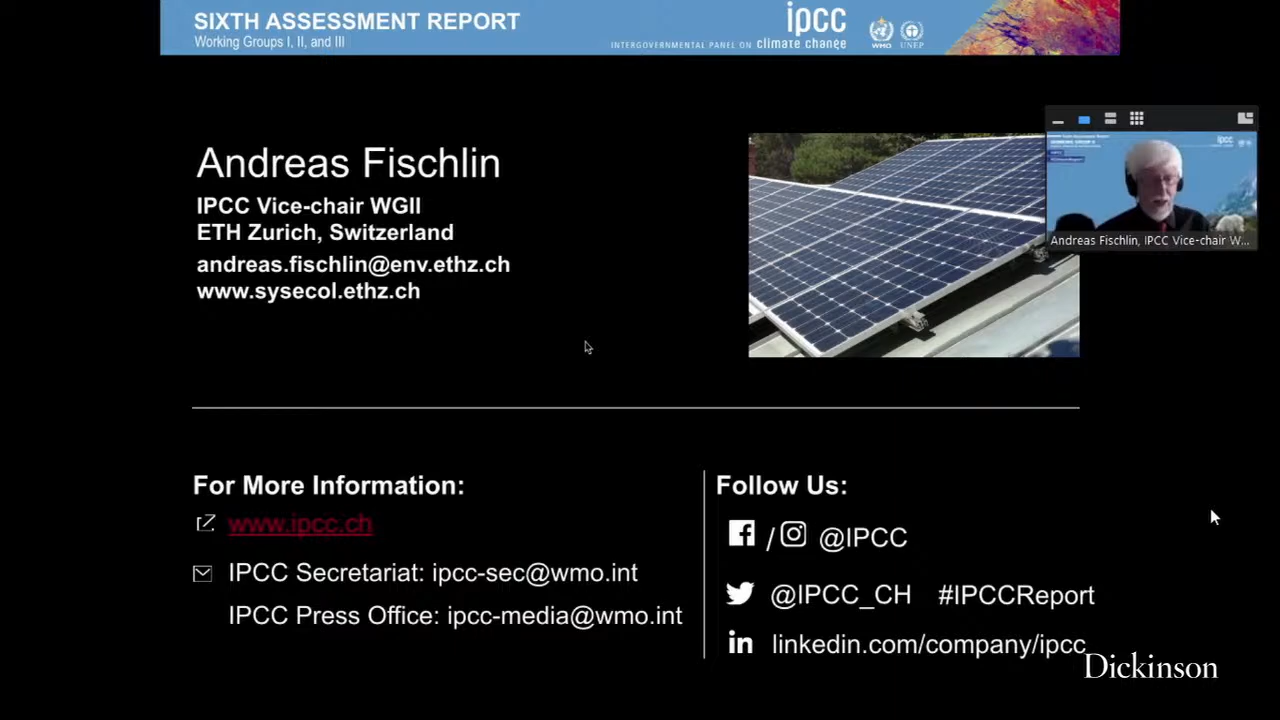 SIXTH ASSESSMENT REPORT
Working Groups I, II, and III
ipcc
INTERGOVERNMENTAL PANEL ON climate change
WMO
UNEP
Andreas Fischlin
IPCC Vice-chair WGII
ETH Zurich, Switzerland
andreas.fischlin@env.ethz.ch
www.sysecol.ethz.ch
ipcc
Andreas Fischlin, IPCC Vice-chair W...
For More Information:
www.ipcc.ch
IPCC Secretariat: ipcc-sec@wmo.int
IPCC Press Office: ipcc-media@wmo.int
Follow Us:
/ @IPCC
@IPCC_CH #IPCCReport
linkedin.com/company/ipcc
Dickinson